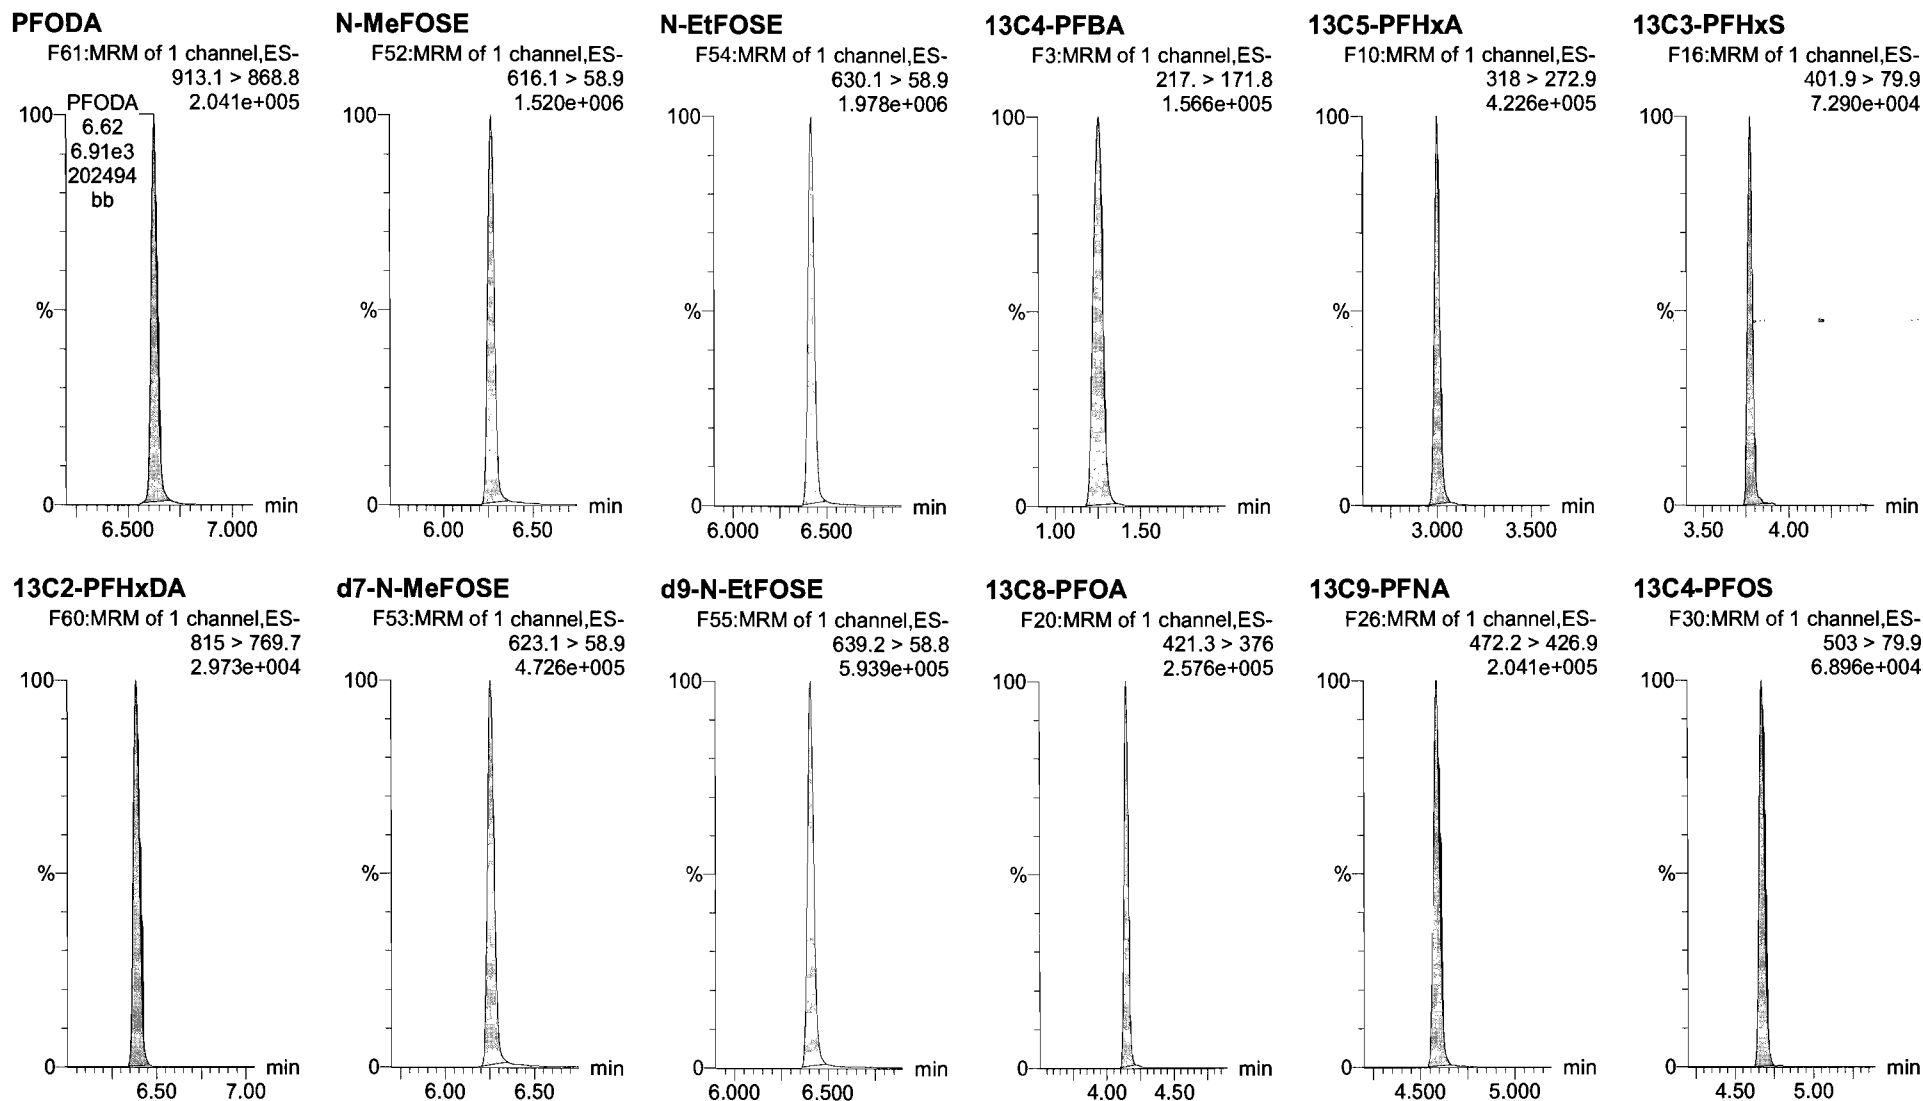 PFODA
F61:MRM of 1 channel,ES-
913.1 > 868.8
2.041e+005
PFODA
6.62
6.91e3
202494
bb
100
%
0
6.500
7.000
min
N-MeFOSE
F52:MRM of 1 channel,ES-
616.1 > 58.9
1.520e+006
100
%
0
6.00
6.50
min
N-EtFOSE
F54:MRM of 1 channel,ES-
630.1 > 58.9
1.978e+006
100
%
0
6.000
6.500
min
13C4-PFBA
F3:MRM of 1 channel,ES-
217. > 171.8
1.566e+005
100
%
0
1.00
1.50
min
13C5-PFHxA
F10:MRM of 1 channel,ES-
318 > 272.9
4.226e+005
100
%
0
3.000
3.500
min
13C3-PFHxS
F16:MRM of 1 channel,ES-
401.9 > 79.9
7.290e+004
100
%
0
3.50
4.00
min
13C2-PFHxDA
F60:MRM of 1 channel,ES-
815 > 769.7
2.973e+004
100
%
0
6.50
7.00
min
d7-N-MeFOSE
F53:MRM of 1 channel,ES-
623.1 > 58.9
4.726e+005
100
%
0
6.00
6.50
min
d9-N-EtFOSE
F55:MRM of 1 channel,ES-
639.2 > 58.8
5.939e+005
100
%
0
6.000
6.500
min
13C8-PFOA
F20:MRM of 1 channel,ES-
421.3 > 376
2.576e+005
100
%
0
4.00
4.50
min
13C9-PFNA
F26:MRM of 1 channel,ES-
472.2 > 426.9
2.041e+005
100
%
0
4.500
5.000
min
13C4-PFOS
F30:MRM of 1 channel,ES-
503 > 79.9
6.896e+004
100
%
0
4.50
5.00
min